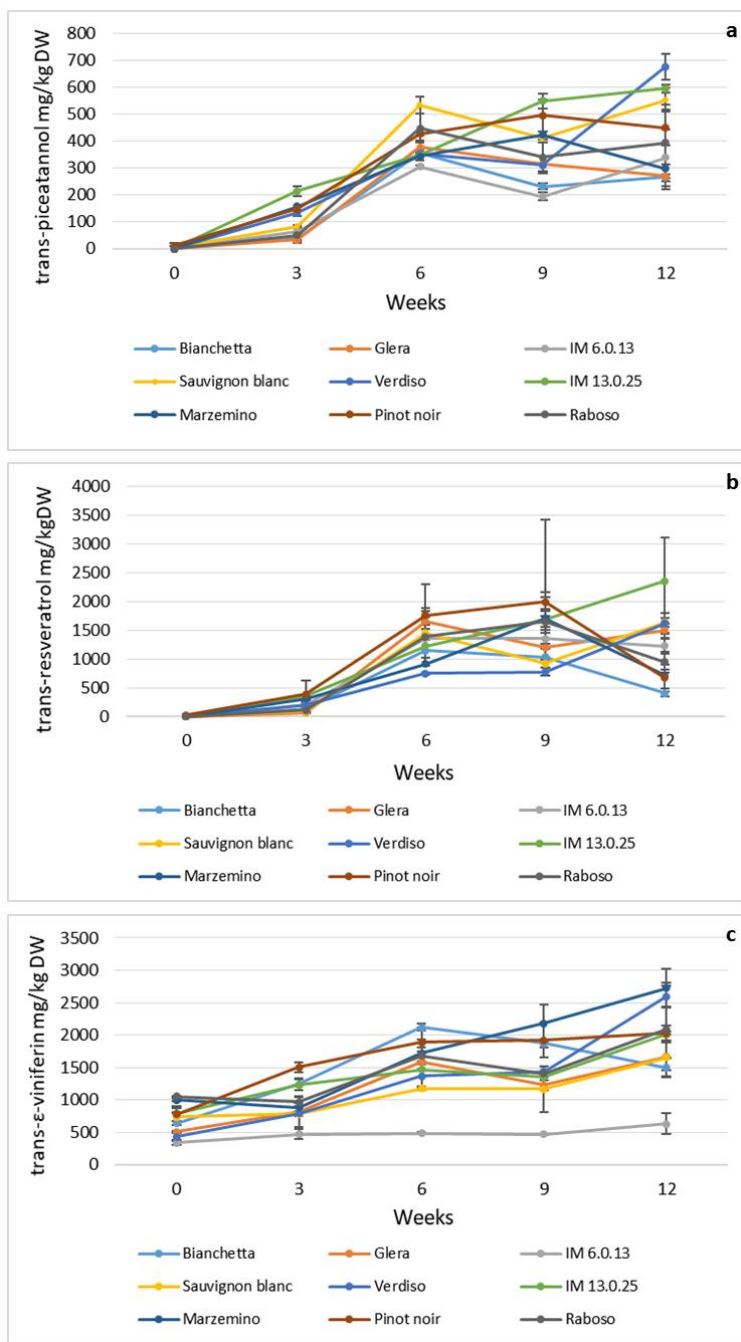 a
800
700
600
500
400
300
200
100
0
trans-piceatannol mg/kg DW
0 3 6 9 12
Weeks
Bianchetta Glera IM 6.0.13
Sauvignon blanc Verdiso IM 13.0.25
Marzemino Pinot noir Raboso
b
4000
3500
3000
2500
2000
1500
1000
500
0
trans-resveratrol mg/kgDW
0 3 6 9 12
Weeks
Bianchetta Glera IM 6.0.13
Sauvignon blanc Verdiso IM 13.0.25
Marzemino Pinot noir Raboso
c
3500
3000
2500
2000
1500
1000
500
0
trans-ε-viniferin mg/kg DW
0 3 6 9 12
Weeks
Bianchetta Glera IM 6.0.13
Sauvignon blanc Verdiso IM 13.0.25
Marzemino Pinot noir Raboso